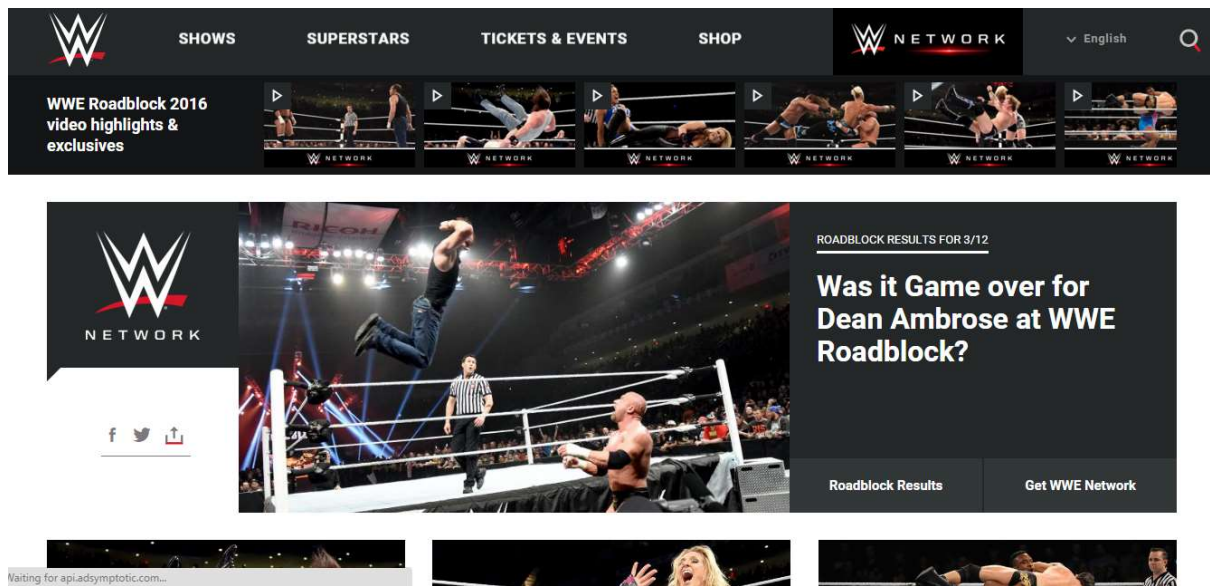 W
SHOWS
SUPERSTARS
TICKETS & EVENTS
SHOP
W NETWORK
English
WWE Roadblock 2016
video highlights &
exclusives
W NETWORK
W NETWORK
W NETWORK
W NETWORK
W NETWORK
W NETWORK
W
NETWORK
RICOH
ROADBLOCK RESULTS FOR 3/12
Was it Game over for
Dean Ambrose at WWE
Roadblock?
f
Roadblock Results
Get WWE Network
Waiting for api.adsymptotic.com...